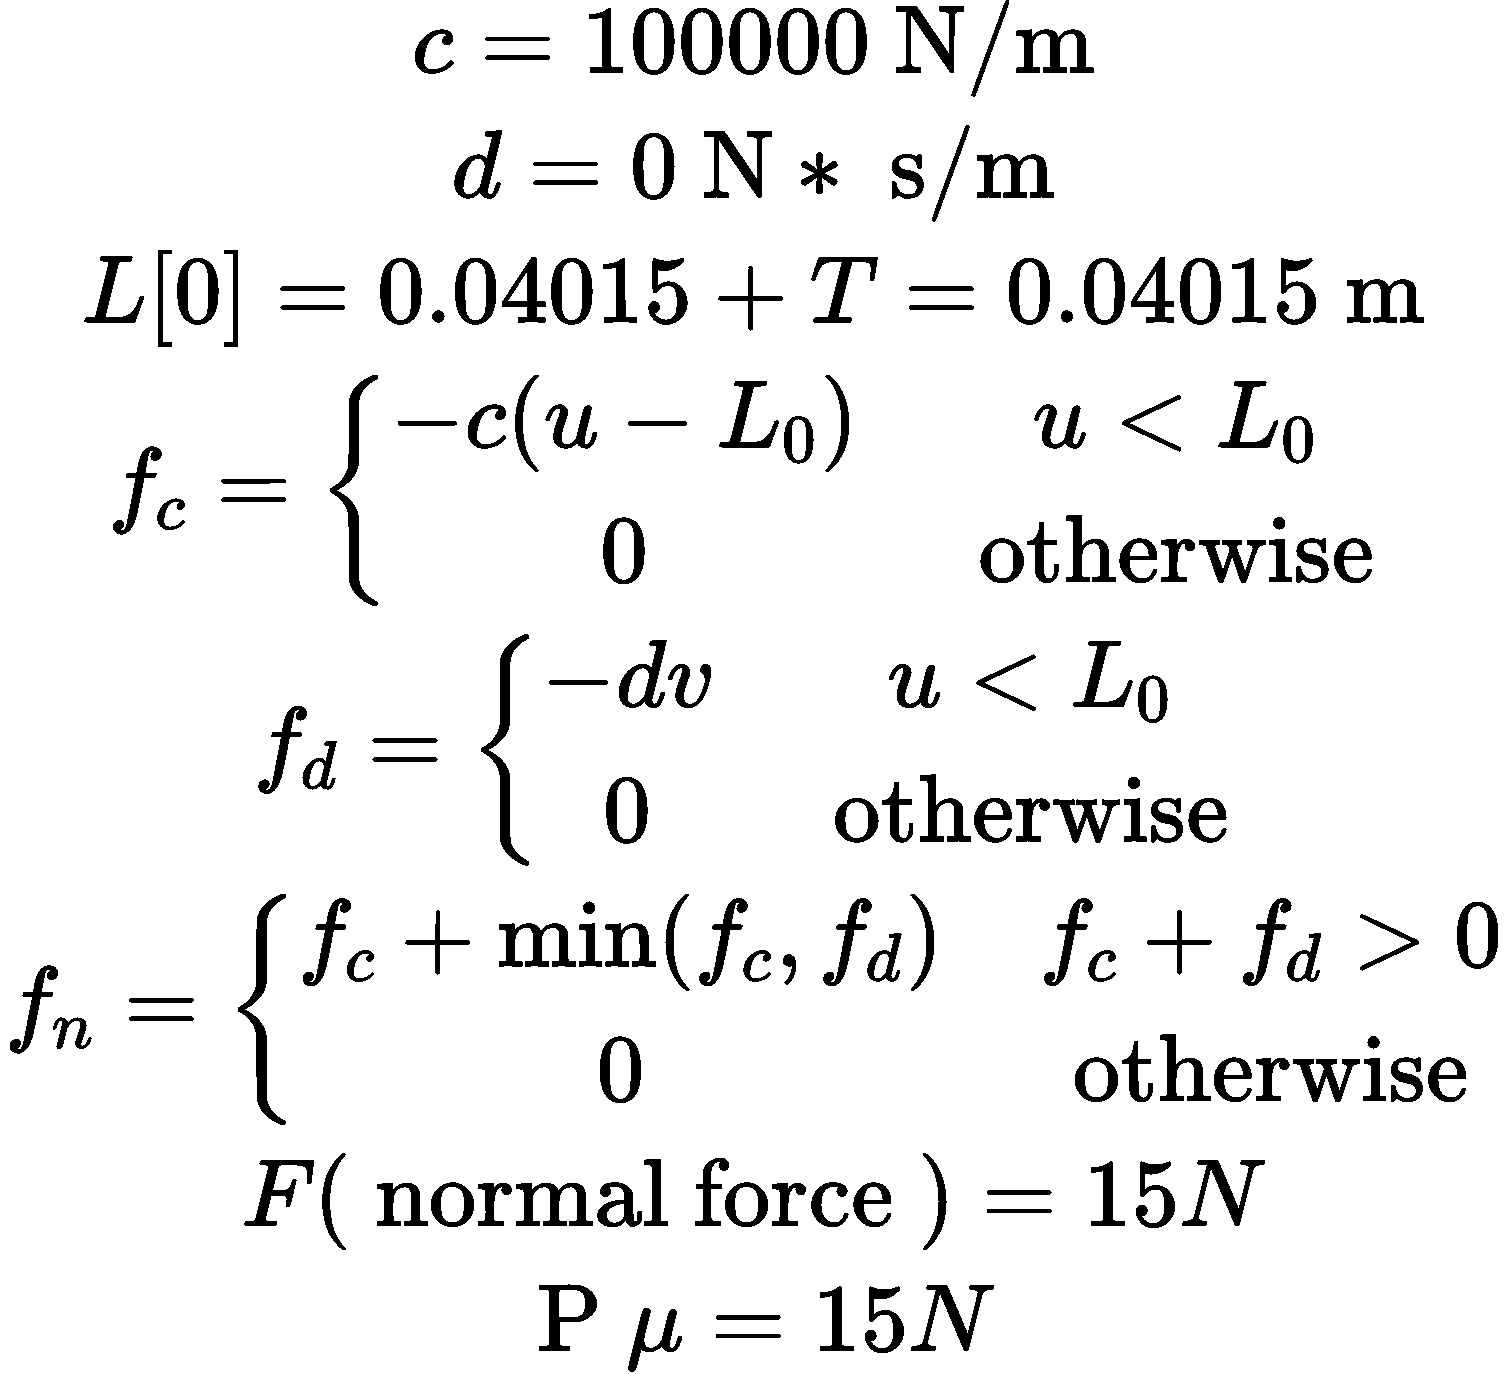 c = 100000 N/m
d = 0 N ∗ s/m
L[0] = 0.04015 + T = 0.04015 m
f_c = { −c(u − L_0) u < L_0
0 otherwise
f_d = { −dv u < L_0
0 otherwise
f_n = { f_c + min(f_c, f_d) f_c + f_d > 0
0 otherwise
F( normal force ) = 15N
P μ = 15N